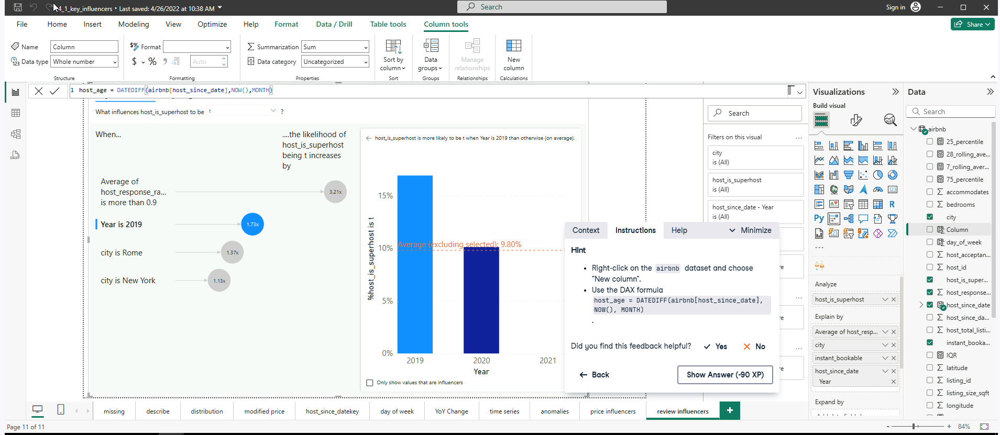 4_1_key_influencers • Last saved: 4/26/2022 at 10:38 AM
Search
Sign in
File Home Insert Modeling View Optimize Help Format Data / Drill Table tools Column tools
Share
Name Column
Data type Whole number
Structure
Format
$ % Auto
Formatting
Summarization Sum
Data category Uncategorized
Properties
Sort by
column
Sort
Data
groups
Groups
Manage
relationships
Relationships
New
column
Calculations
1 host_age = DATEDIFF(airbnb[host_since_date],NOW(),MONTH)
What influences host_is_superhost to be t ?
When...
....the likelihood of
host_is_superhost
being t increases
by
Average of
host_response_ra...
is more than 0.9
3.21x
Year is 2019
1.73x
city is Rome
1.37x
city is New York
1.13x
host_is_superhost is more likely to be t when Year is 2019 than otherwise (on average).
%host_is_superhost is t
15%
10%
5%
0%
Average (excluding selected): 9.80%
2019 2020 2021
Year
Only show values that are influencers
Search
Filters on this visual
...
city
is (All)
host_is_superhost
is (All)
host_since_date - Year
is (All)
re
...
re
...
re
Context Instructions Help Minimize
Hint
• Right-click on the airbnb dataset and choose
"New column".
• Use the DAX formula
host_age = DATEDIFF(airbnb[host_since_date],
NOW(), MONTH)
.
Did you find this feedback helpful? Yes No
Back
Show Answer (-90 XP)
Visualizations
Build visual
123
R
Py
123
...
Analyze
host_is_superhost
Explain by
Average of host_resp...
city
instant_bookable
host_since_date
Year
Expand by
Data
Search
airbnb
25_percentile
28_rolling_ave...
7_rolling_aver...
75_percentile
accommodates
bedrooms
city
Column
day_of_week
host_acceptan...
host_id
host_is_super...
host_response...
host_since_date
host_since_da...
host_total_listi...
instant_booka...
IQR
latitude
listing_id
listing_size_sqft
longitude
missing describe distribution modified price host_since_datekey day of week YoY Change time series anomalies price influencers review influencers +
Page 11 of 11
- + 84%